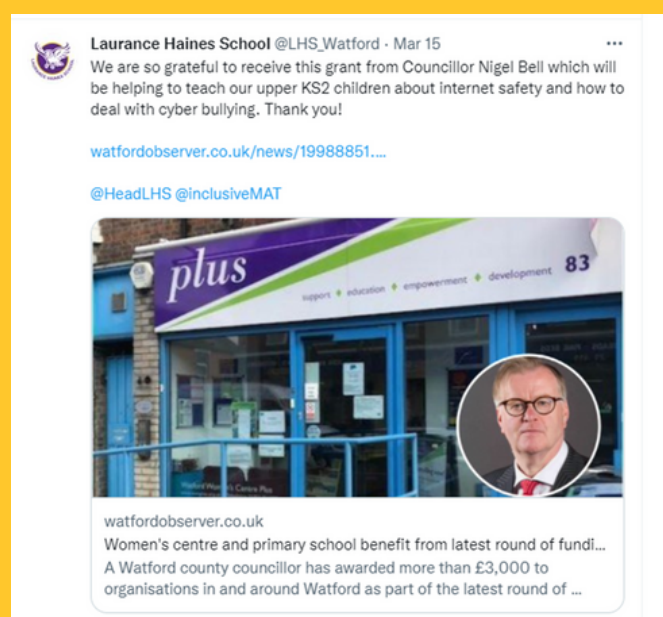 Laurance Haines School @LHS_Watford · Mar 15
We are so grateful to receive this grant from Councillor Nigel Bell which will
be helping to teach our upper KS2 children about internet safety and how to
deal with cyber bullying. Thank you!
watfordobserver.co.uk/news/19988851....
@HeadLHS @inclusiveMAT
plus
support ♦ education ♦ empowerment ♦ development 83
Watford Women's Centre Plus
watfordobserver.co.uk
Women's centre and primary school benefit from latest round of fundi...
A Watford county councillor has awarded more than £3,000 to
organisations in and around Watford as part of the latest round of ...